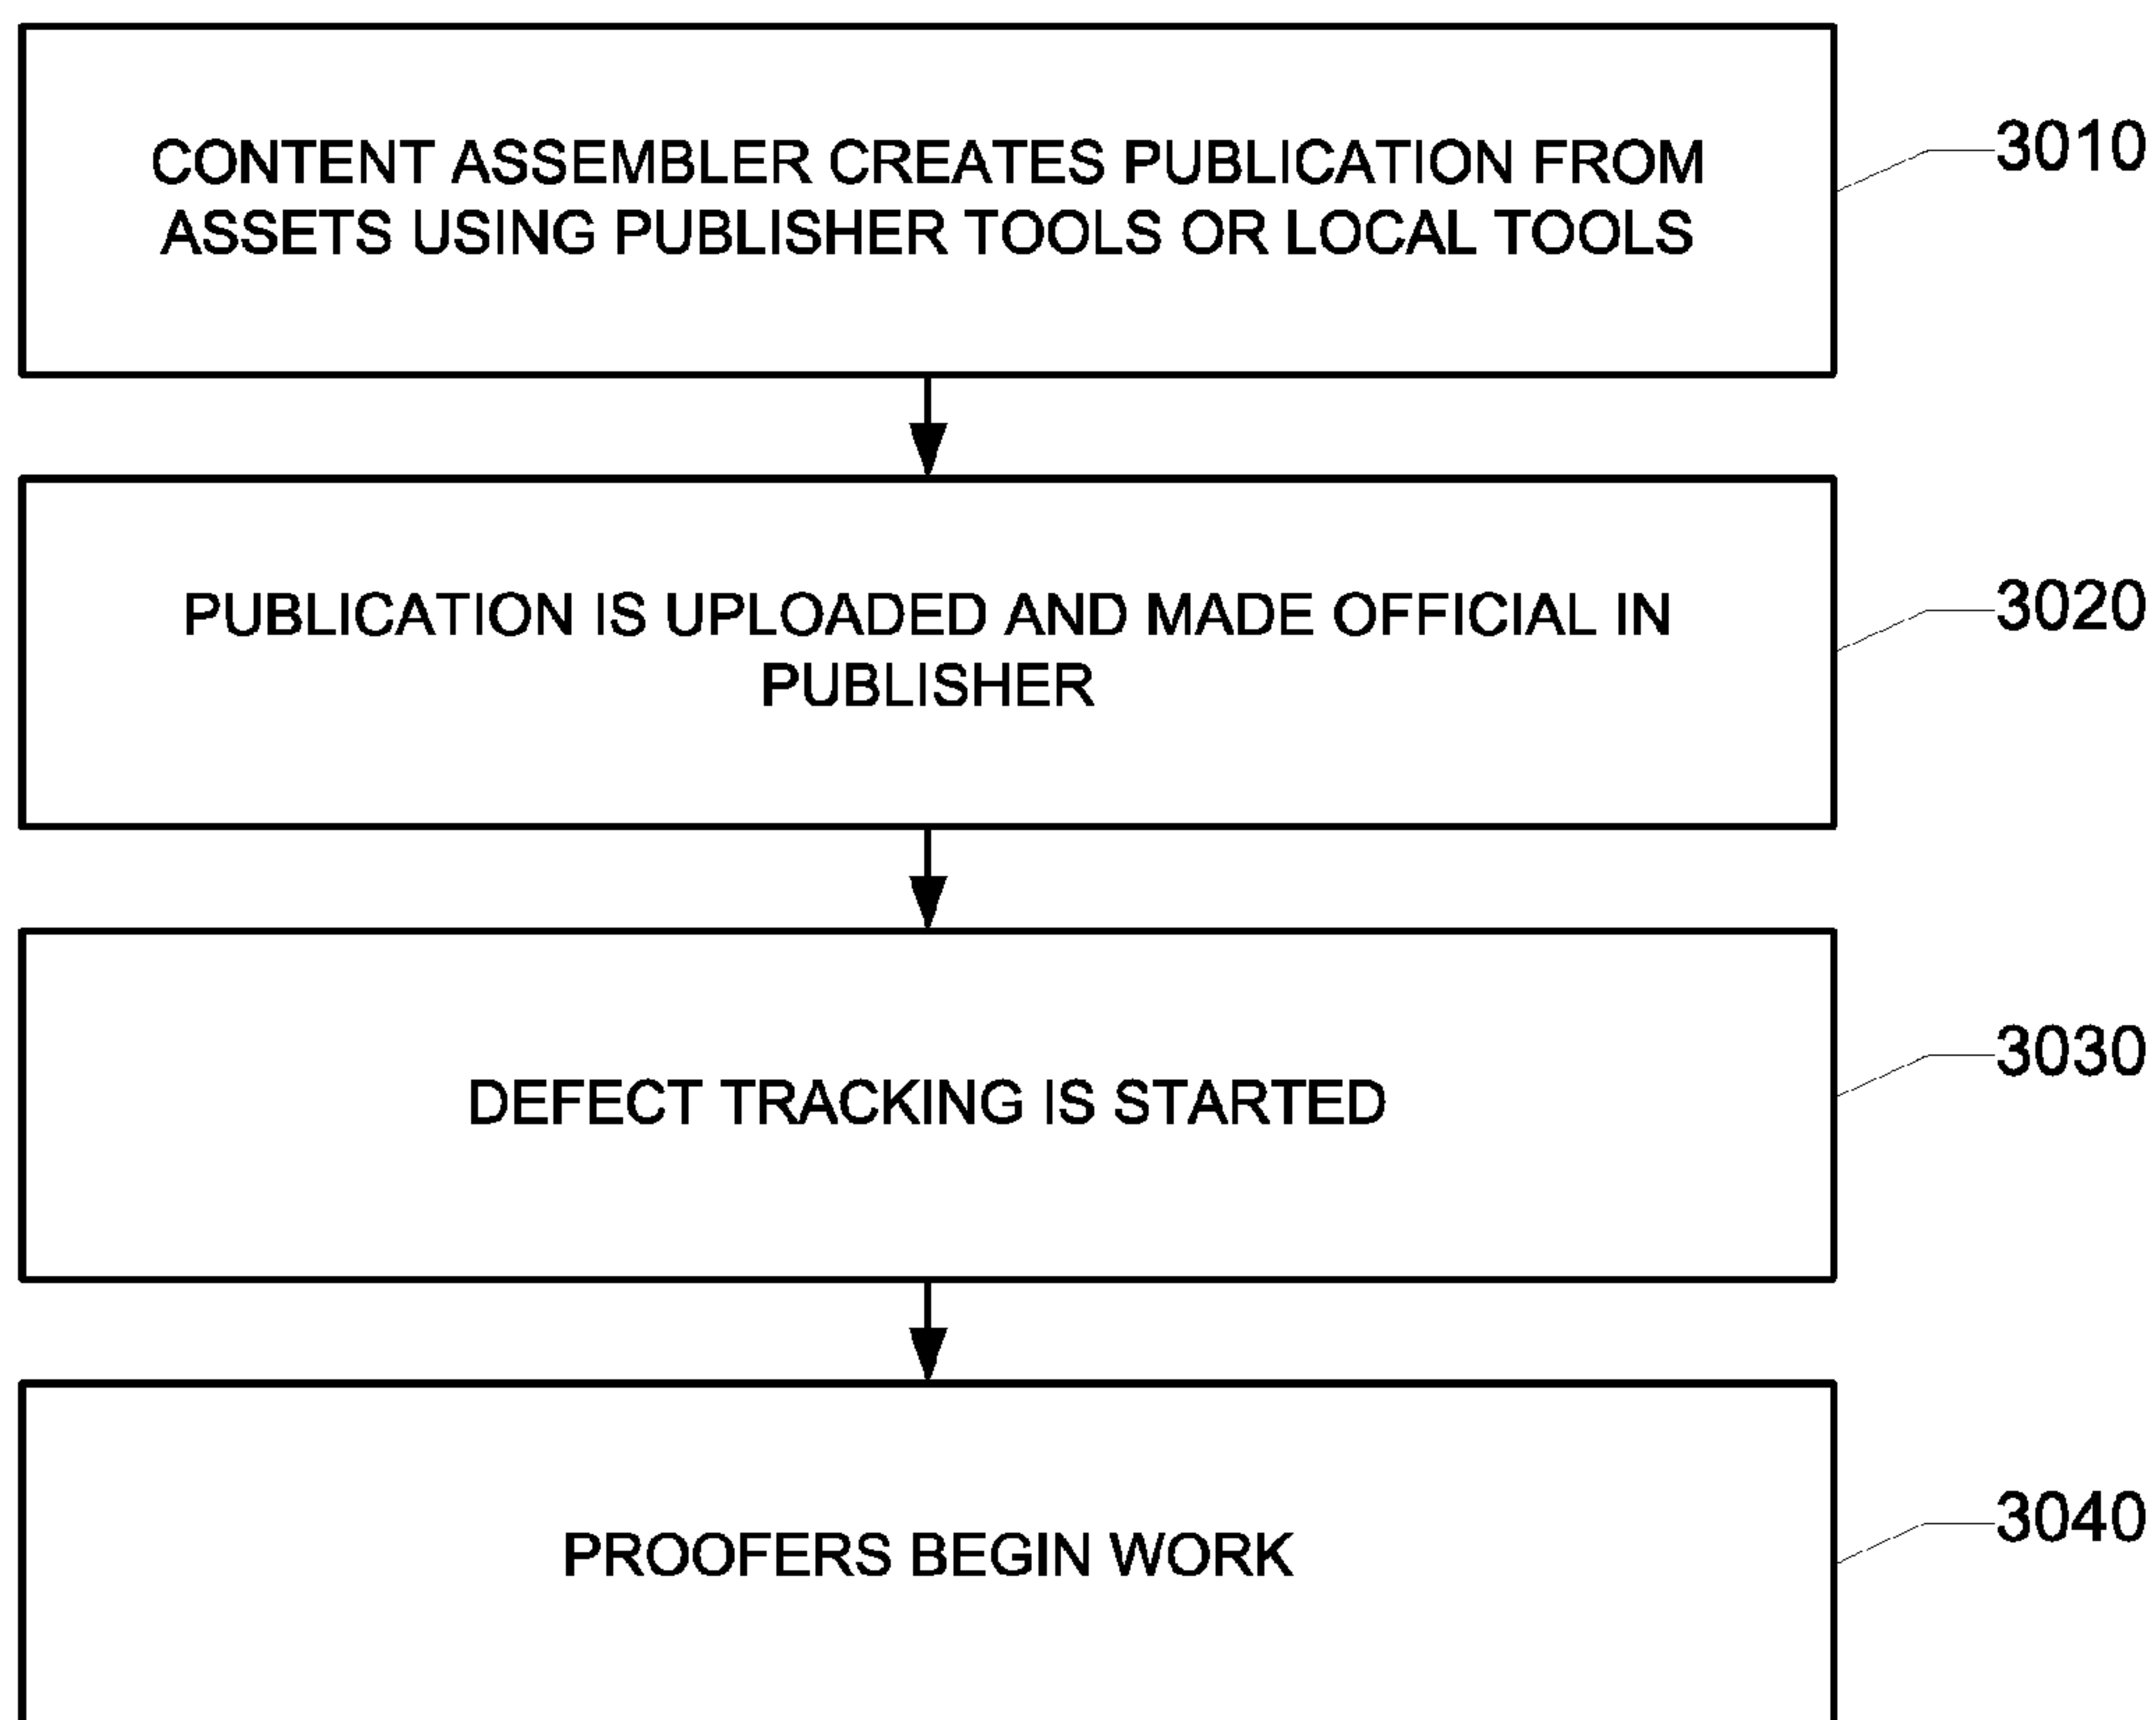 CONTENT ASSEMBLER CREATES PUBLICATION FROM
ASSETS USING PUBLISHER TOOLS OR LOCAL TOOLS
3010
PUBLICATION IS UPLOADED AND MADE OFFICIAL IN
PUBLISHER
3020
DEFECT TRACKING IS STARTED
3030
PROOFERS BEGIN WORK
3040